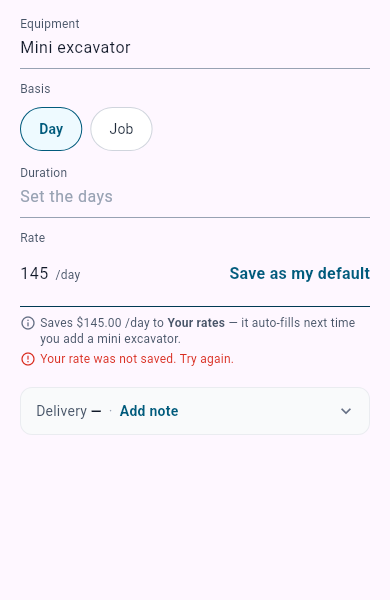 Equipment
Mini excavator
Basis
Day
Job
Duration
Set the days
Rate
145 /day
Save as my default
Saves $145.00 /day to Your rates — it auto-fills next time
you add a mini excavator.
Your rate was not saved. Try again.
Delivery — · Add note